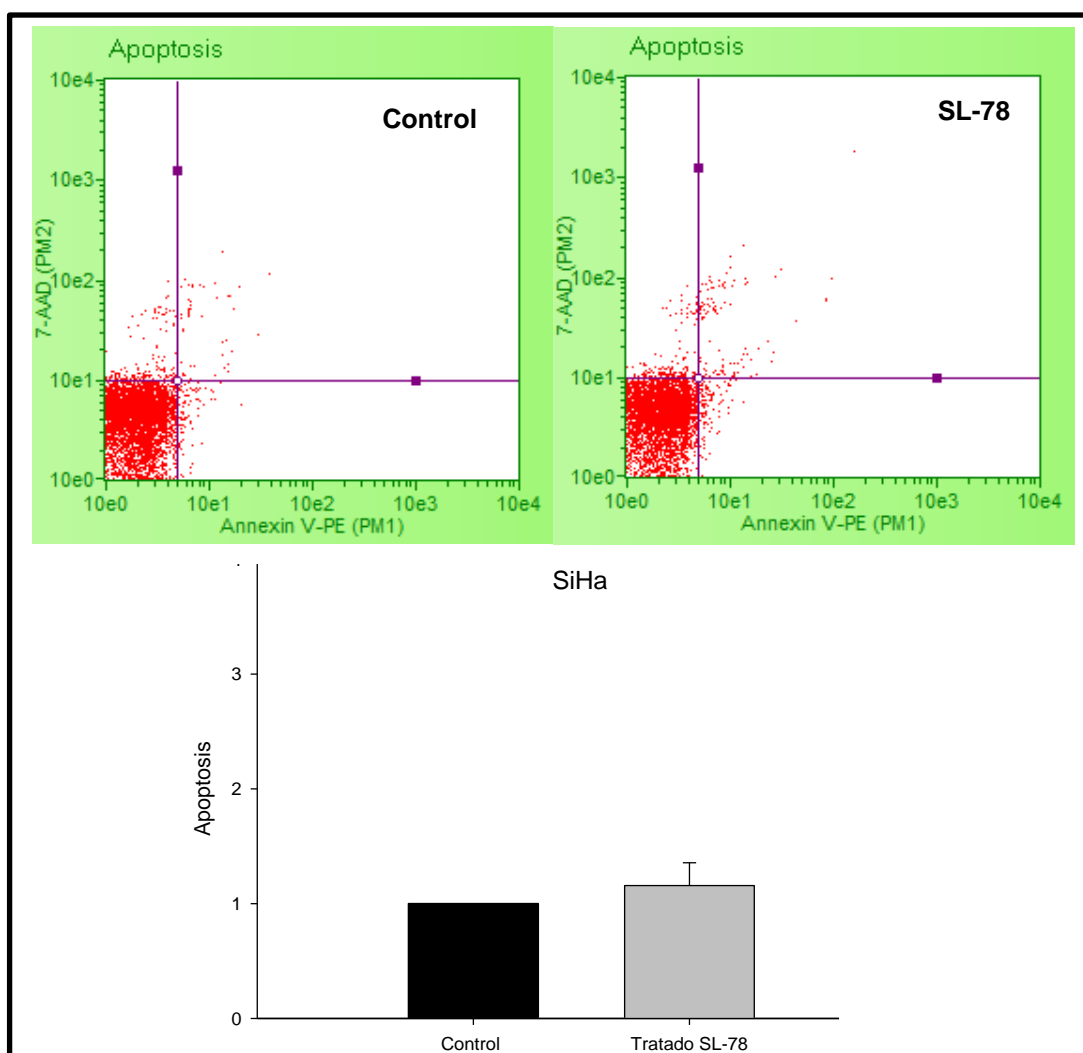 Apoptosis
Control
10e4
10e3
10e2
10e1
10e0
7-AAD (PM2)
10e0 10e1 10e2 10e3 10e4
Annexin V-PE (PM1)
Apoptosis
SL-78
10e4
10e3
10e2
10e1
10e0
7-AAD (PM2)
10e0 10e1 10e2 10e3 10e4
Annexin V-PE (PM1)
SiHa
Apoptosis
3
2
1
0
Control Tratado SL-78